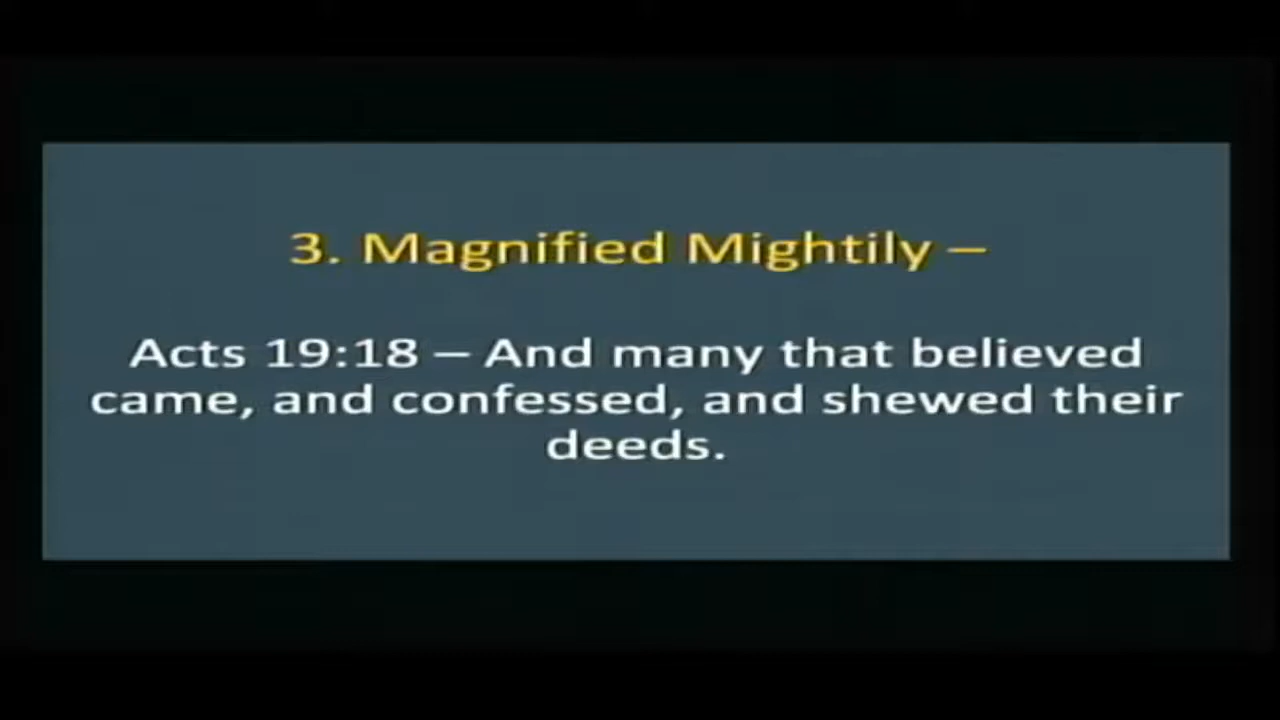 3. Magnified Mightily –
Acts 19:18 – And many that believed
came, and confessed, and shewed their
deeds.